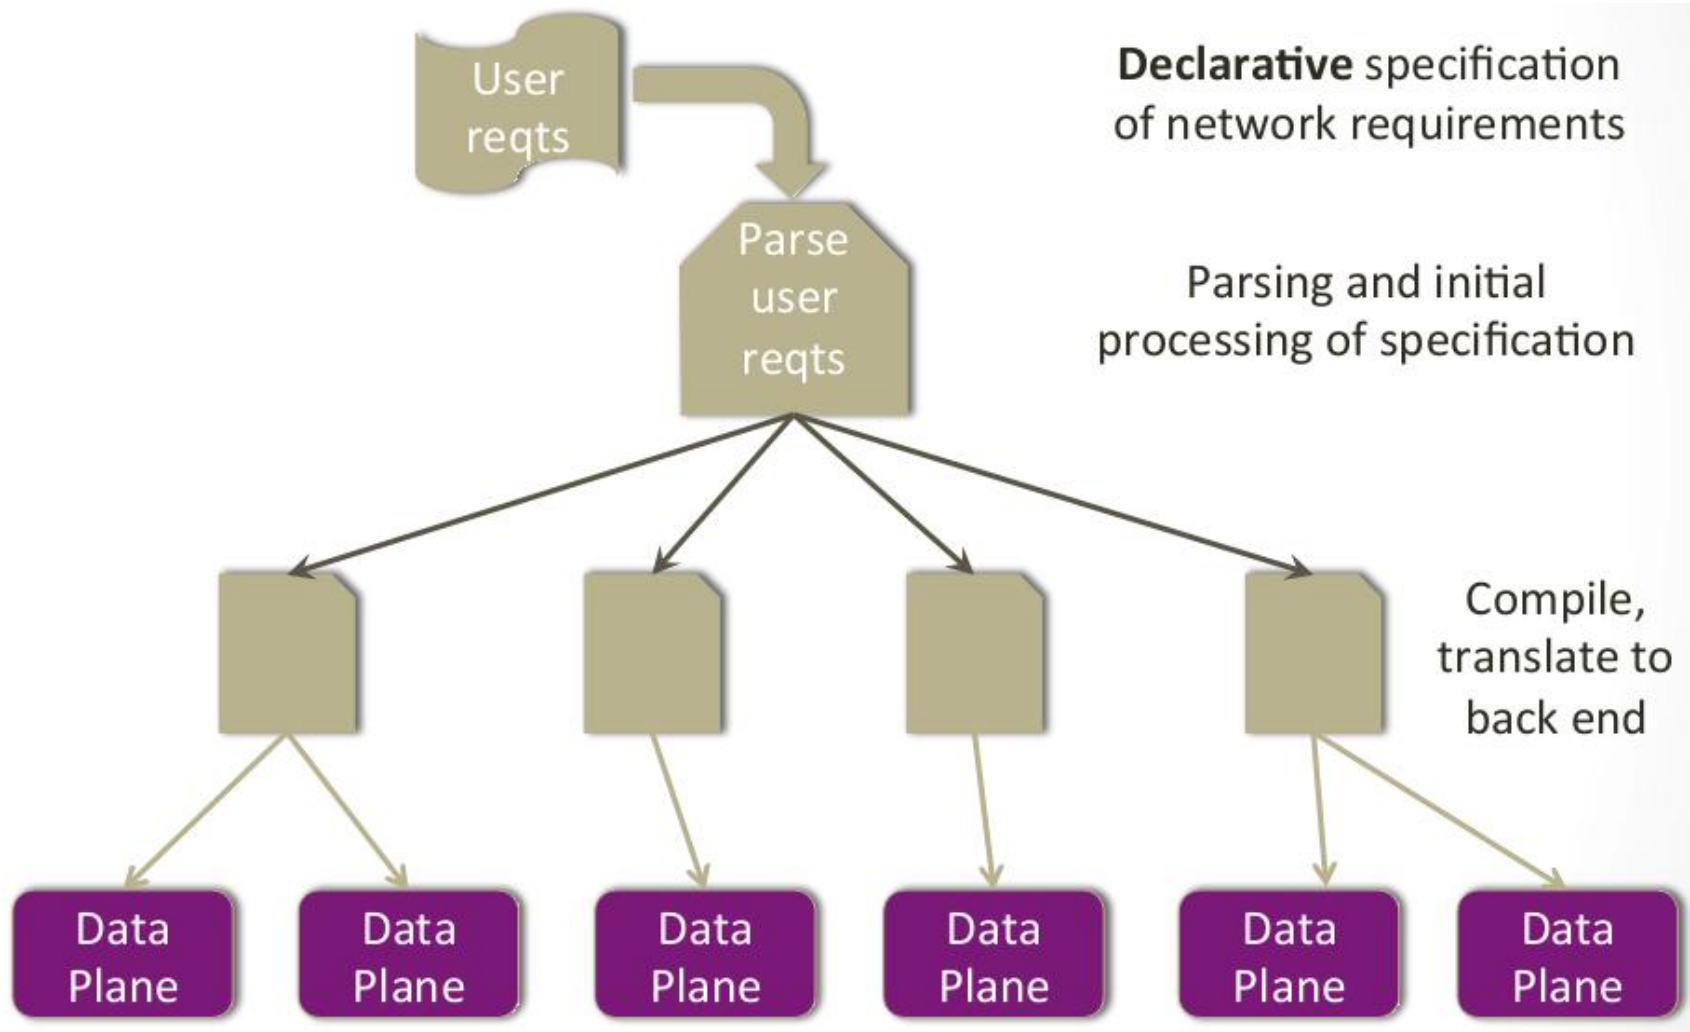 User
reqts
Declarative specification
of network requirements
Parse
user
reqts
Parsing and initial
processing of specification
Compile,
translate to
back end
Data
Plane
Data
Plane
Data
Plane
Data
Plane
Data
Plane
Data
Plane